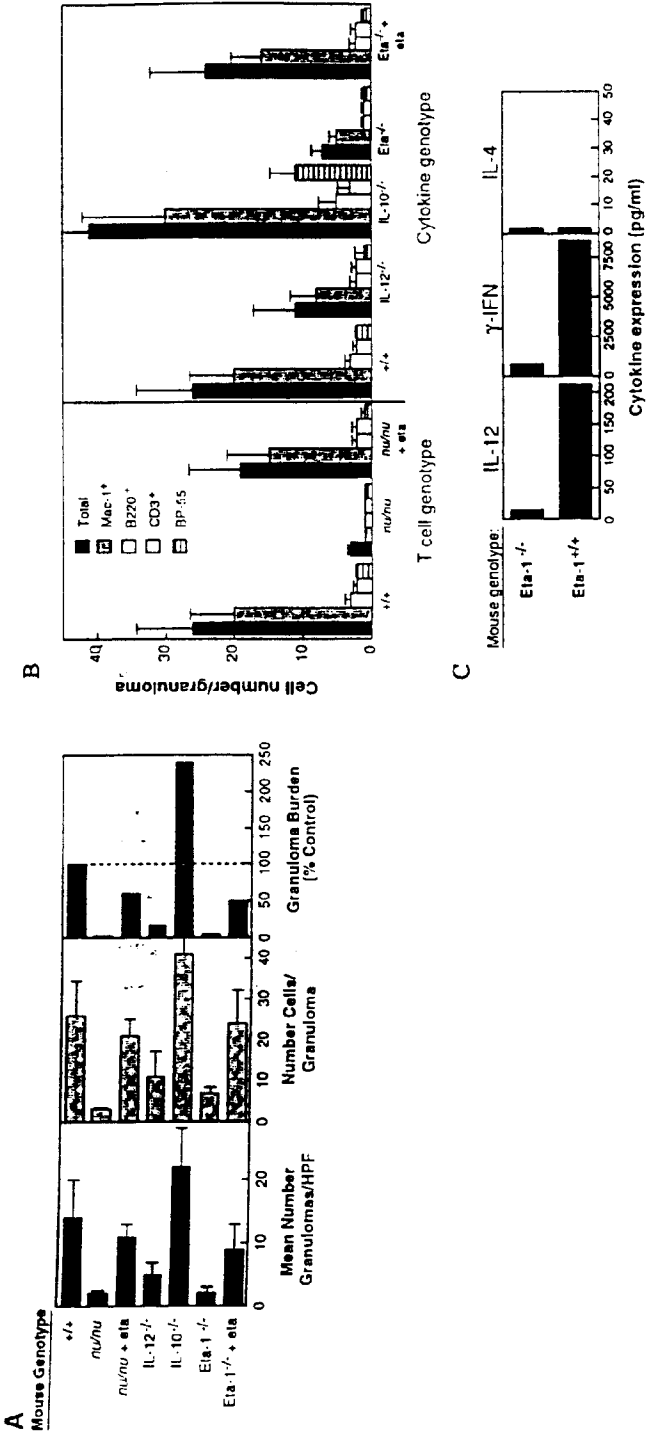 A
Mouse Genotype
+/+
nu/nu
nu/nu + eta
IL-12-/-
IL-10-/-
Eta-1-/-
Eta-1-/- + eta
0 10 20
Mean Number
Granulomas/HPF
0 10 20 30 40
Number Cells/
Granuloma
0 50 100 150 200 250
Granuloma Burden
(% Control)
B
Cell number/granuloma
40
30
20
10
0
Total
Mac-1+
B220+
CD3+
+/+
nu/nu
nu/nu
+ eta
T cell genotype
+/+
IL-12-/-
IL-10-/-
Eta-/-
Eta-/- +
eta
Cytokine genotype
C
Mouse genotype:
Eta-1-/-
Eta-1+/+
IL-12
γ-IFN
IL-4
0 50 100 150 200
0 2500 5000 7500
0 10 20 30 40 50
Cytokine expression (pg/ml)